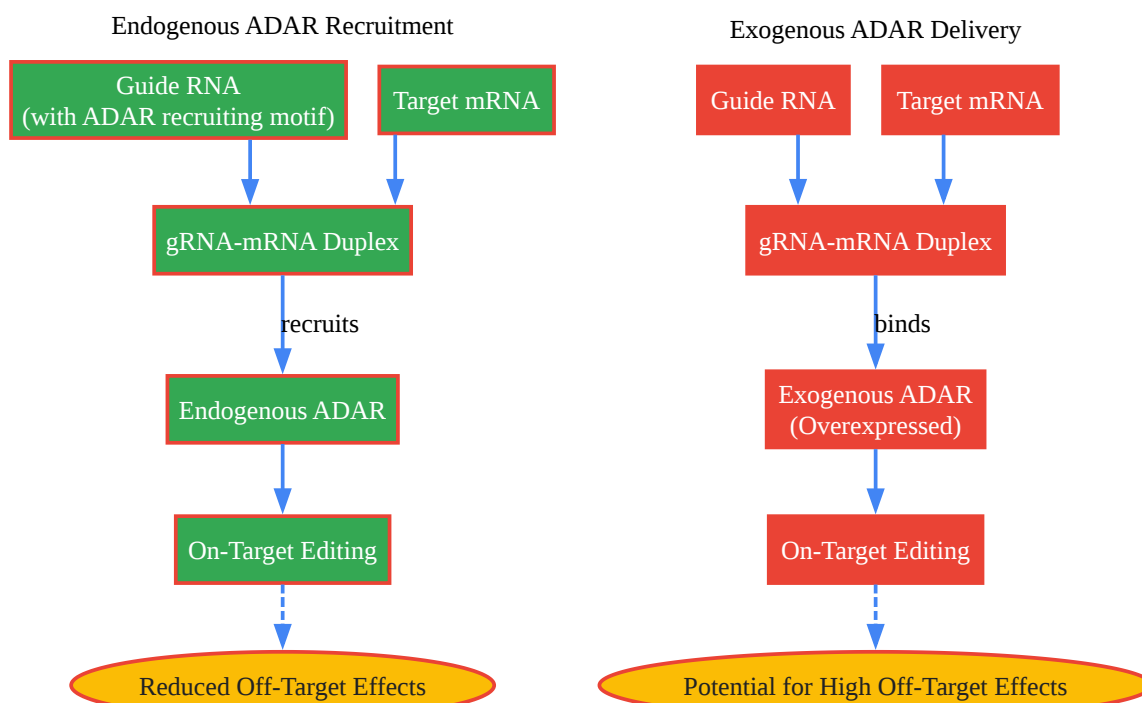 Endogenous ADAR Recruitment
Guide RNA
(with ADAR recruiting motif)
Target mRNA
gRNA-mRNA Duplex
recruits
Endogenous ADAR
On-Target Editing
Reduced Off-Target Effects
Exogenous ADAR Delivery
Guide RNA
Target mRNA
gRNA-mRNA Duplex
binds
Exogenous ADAR
(Overexpressed)
On-Target Editing
Potential for High Off-Target Effects